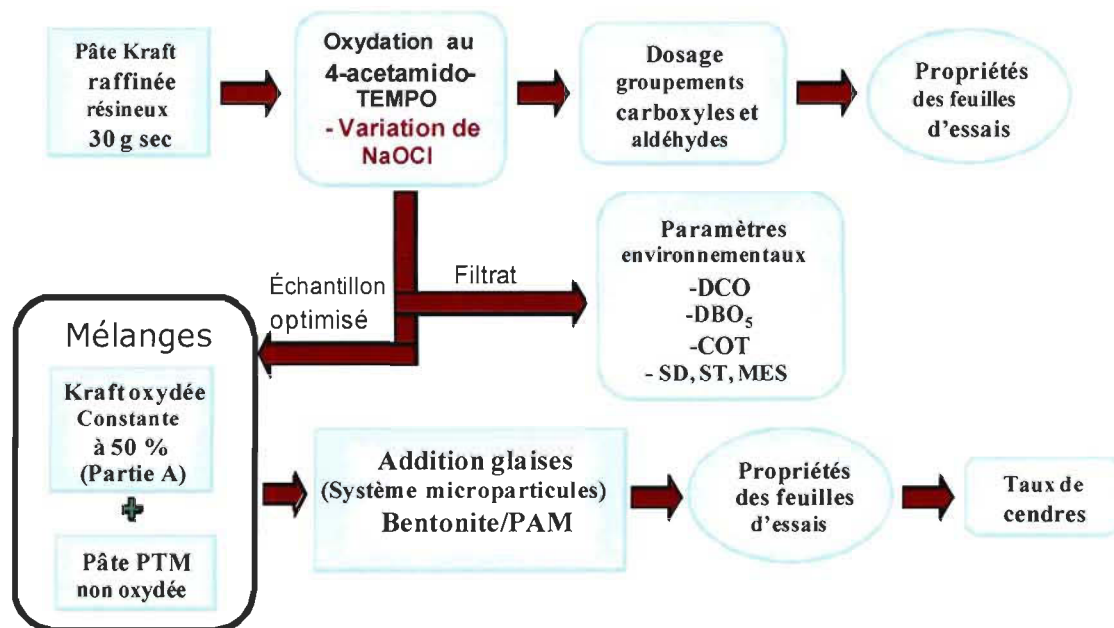 Pâte Kraft
raffinée
résineux
30 g sec
Oxydation au
4-acetamido-
TEMPO
- Variation de
NaOCl
Dosage
groupements
carboxyles et
aldéhydes
Propriétés
des feuilles
d'essais
Échantillon
optimisé
Filtrat
Paramètres
environnementaux
-DCO
-DBO₅
-COT
- SD, ST, MES
Mélanges
Kraft oxydée
Constante
à 50 %
(Partie A)
+
Pâte PTM
non oxydée
Addition glaises
(Système microparticules)
Bentonite/PAM
Propriétés
des feuilles
d'essais
Taux de
cendres